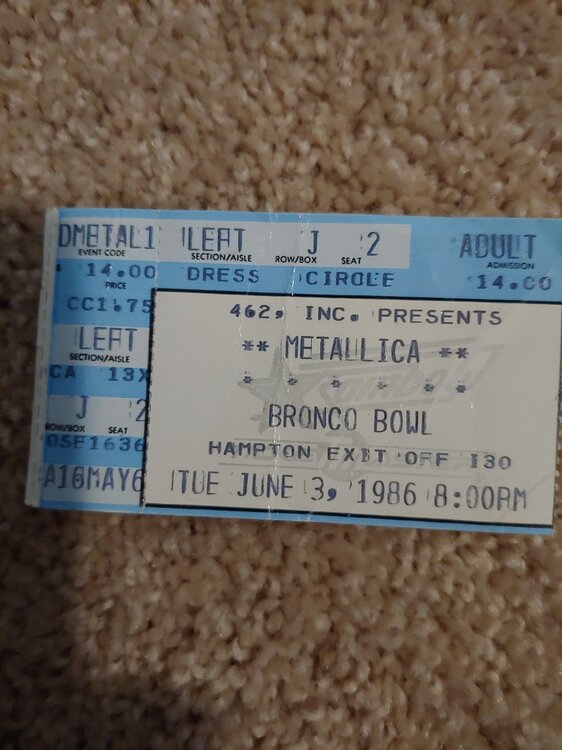 DMETAL1 LEFT J 2 ADULT
EVENT CODE SECTION/AISLE ROW/BOX SEAT ADMISSION
14.00 DRESS CIRCLE 14.00
PRICE
CC1.75 462, INC. PRESENTS
LEFT ** METALLICA **
SECTION/AISLE
CA 13X * * * * * *
J 2 BRONCO BOWL
ROW/BOX SEAT
OSE1636 HAMPTON EXIT OFF I30
A16MAY6 TUE JUNE 3, 1986 8:00PM